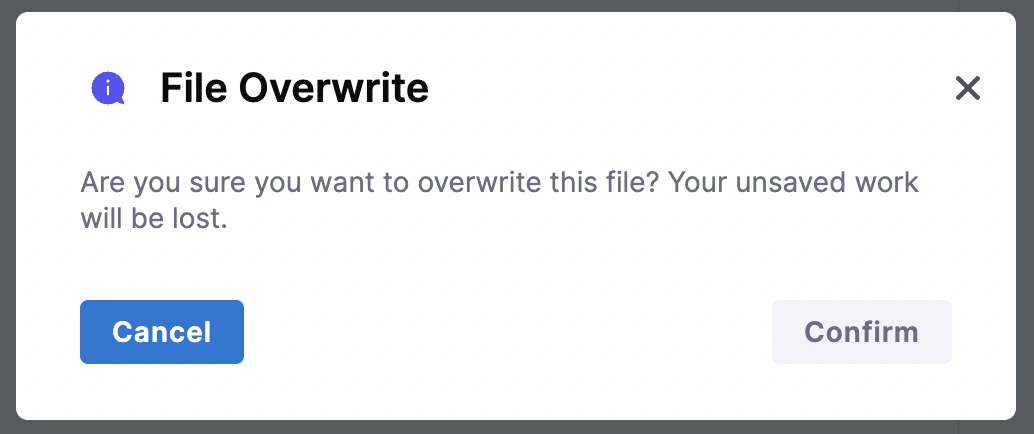 File Overwrite
Are you sure you want to overwrite this file? Your unsaved work
will be lost.
Cancel
Confirm